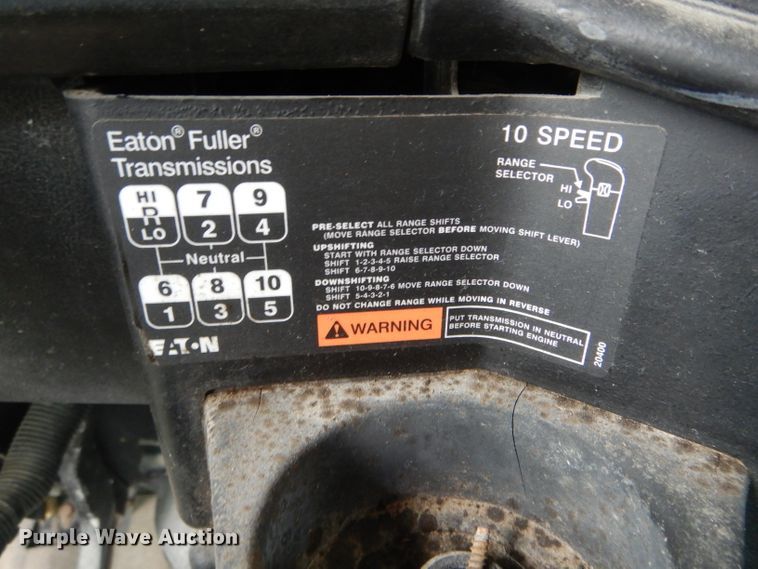 Eaton® Fuller®
Transmissions
10 SPEED
RANGE
SELECTOR
HI
LO
HI 7 9
R
LO 2 4
Neutral
6 8 10
1 3 5
PRE-SELECT ALL RANGE SHIFTS
(MOVE RANGE SELECTOR BEFORE MOVING SHIFT LEVER)
UPSHIFTING
START WITH RANGE SELECTOR DOWN
SHIFT 1-2-3-4-5 RAISE RANGE SELECTOR
SHIFT 6-7-8-9-10
DOWNSHIFTING
SHIFT 10-9-8-7-6 MOVE RANGE SELECTOR DOWN
SHIFT 5-4-3-2-1
DO NOT CHANGE RANGE WHILE MOVING IN REVERSE
WARNING
PUT TRANSMISSION IN NEUTRAL
BEFORE STARTING ENGINE
EATON
20400
Purple Wave Auction